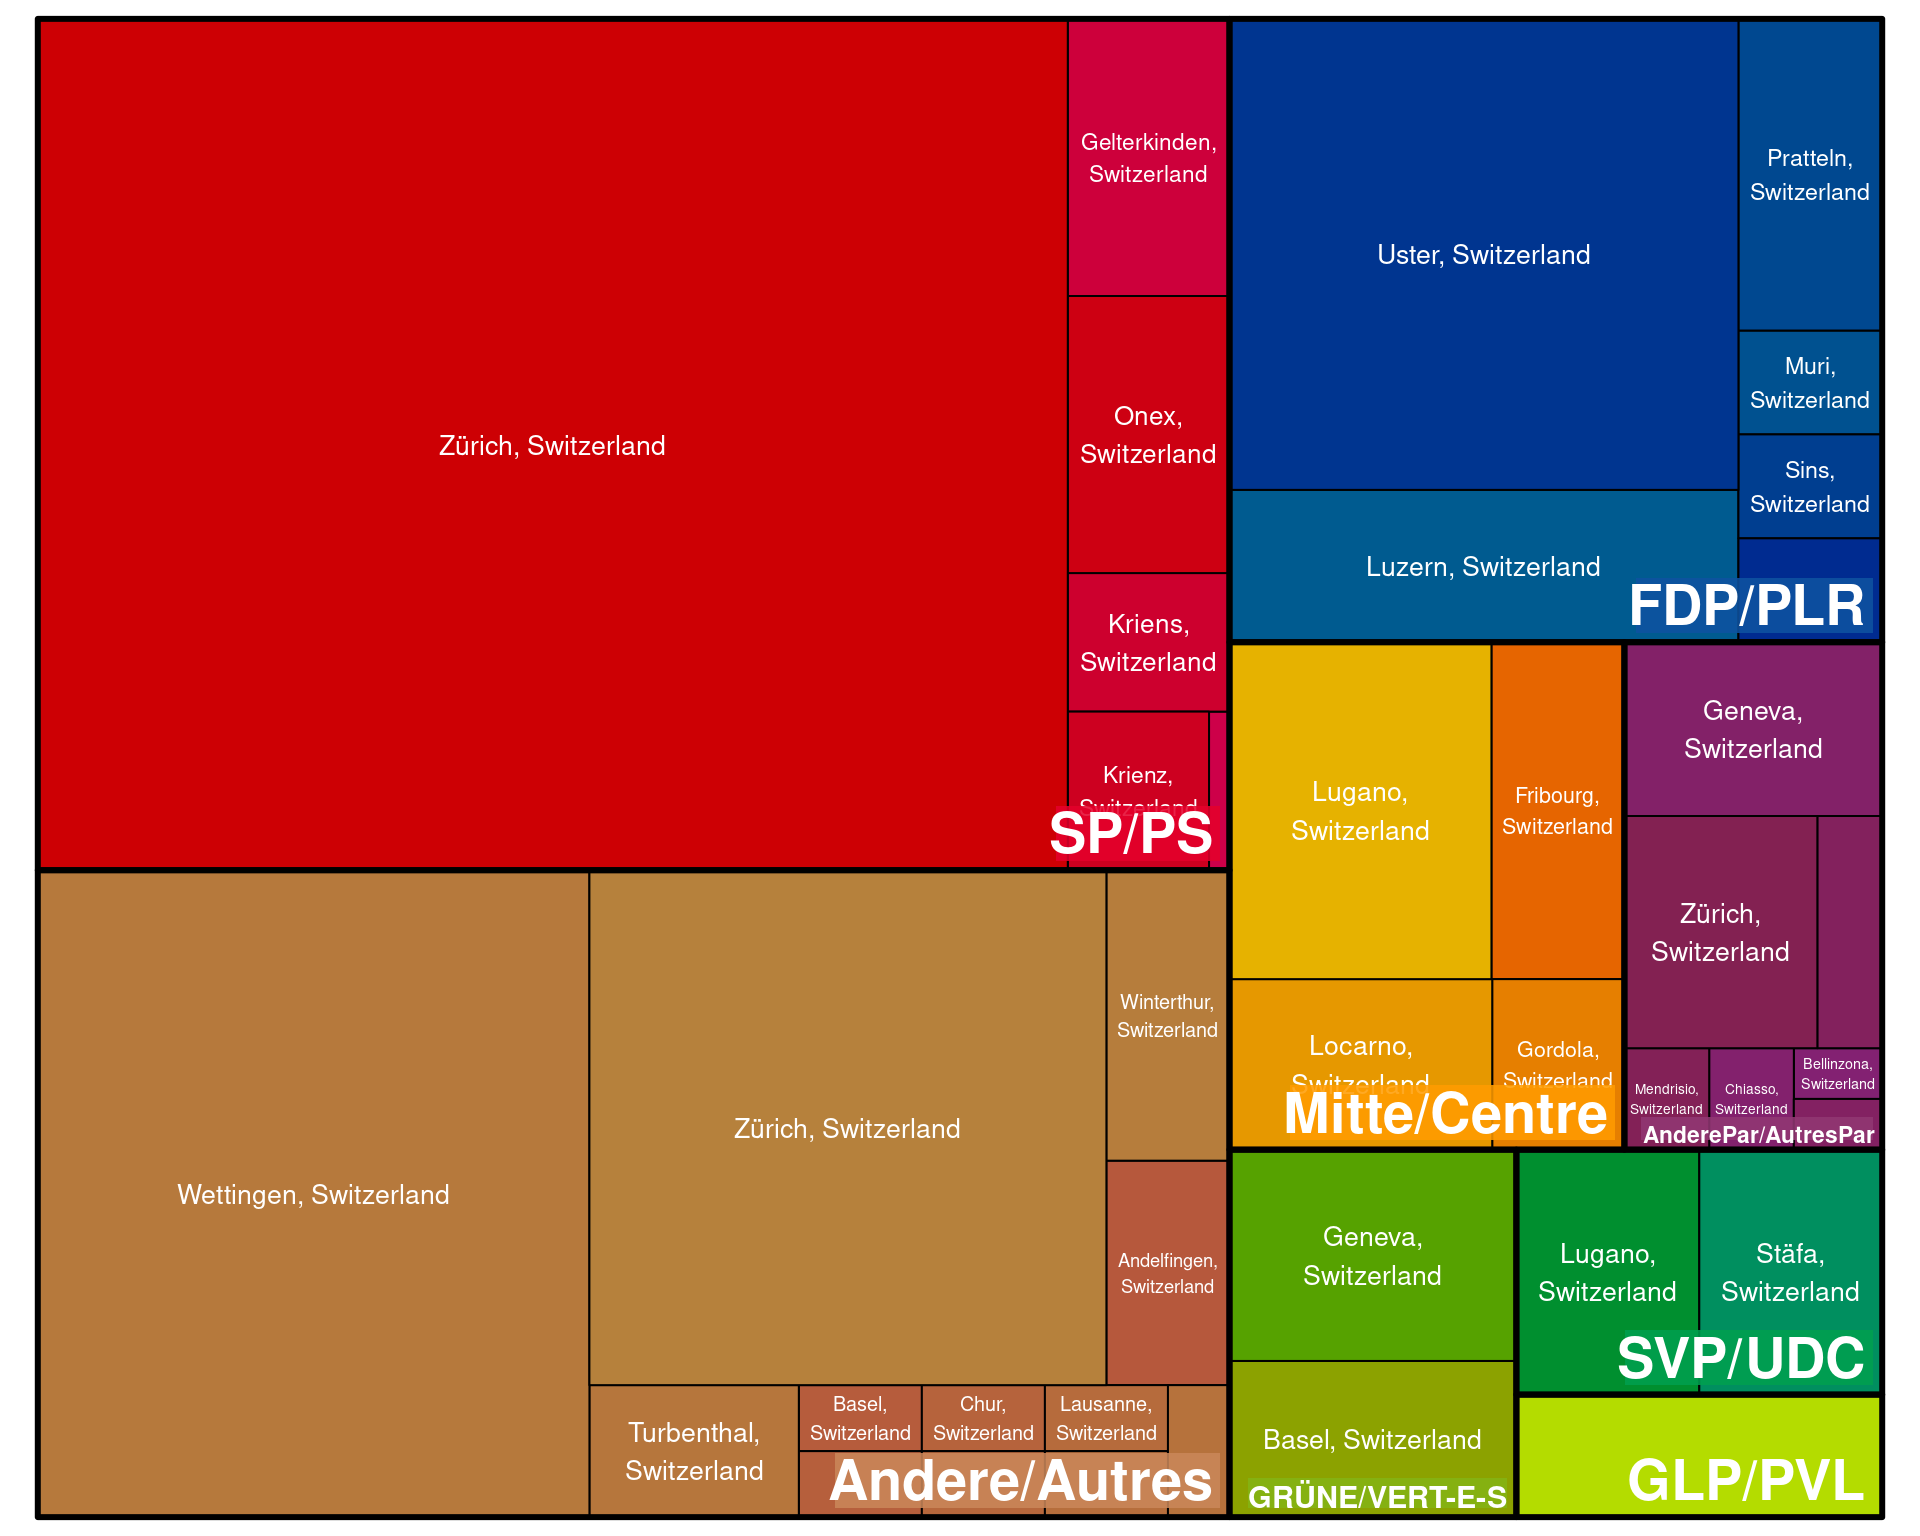 Zürich, Switzerland
Gelterkinden,
Switzerland
Onex,
Switzerland
Kriens,
Switzerland
Krienz,
Switzerland
SP/PS
Uster, Switzerland
Pratteln,
Switzerland
Muri,
Switzerland
Sins,
Switzerland
Luzern, Switzerland
FDP/PLR
Lugano,
Switzerland
Fribourg,
Switzerland
Locarno,
Switzerland
Gordola,
Switzerland
Mitte/Centre
Geneva,
Switzerland
Zürich,
Switzerland
Mendrisio,
Switzerland
Chiasso,
Switzerland
Bellinzona,
Switzerland
AnderePar/AutresPar
Wettingen, Switzerland
Zürich, Switzerland
Winterthur,
Switzerland
Andelfingen,
Switzerland
Turbenthal,
Switzerland
Basel,
Switzerland
Chur,
Switzerland
Lausanne,
Switzerland
Andere/Autres
Geneva,
Switzerland
Basel, Switzerland
GRÜNE/VERT-E-S
Lugano,
Switzerland
Stäfa,
Switzerland
SVP/UDC
GLP/PVL